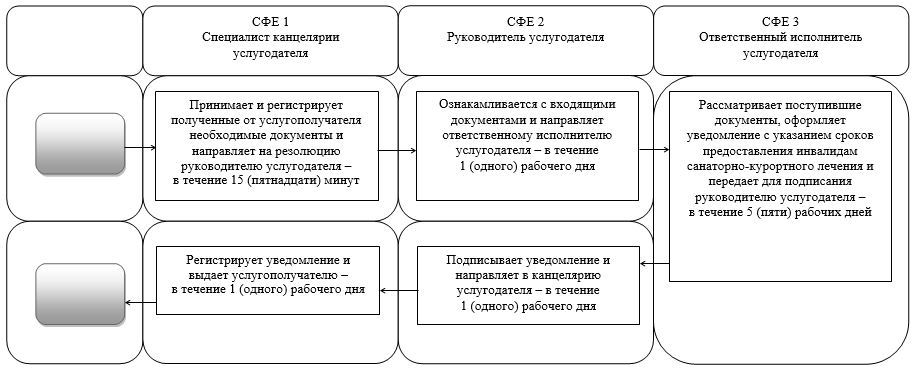 СФЕ 1
Специалист канцелярии
услугодателя
СФЕ 2
Руководитель услугодателя
СФЕ 3
Ответственный исполнитель
услугодателя
Принимает и регистрирует
полученные от услугополучателя
необходимые документы и
направляет на резолюцию
руководителю услугодателя –
в течение 15 (пятнадцати) минут
Ознакамливается с входящими
документами и направляет
ответственному исполнителю
услугодателя – в течение
1 (одного) рабочего дня
Рассматривает поступившие
документы, оформляет
уведомление с указанием сроков
предоставления инвалидам
санаторно-курортного лечения и
передает для подписания
руководителю услугодателя –
в течение 5 (пяти) рабочих дней
Регистрирует уведомление и
выдает услугополучателю –
в течение 1 (одного) рабочего дня
Подписывает уведомление и
направляет в канцелярию
услугодателя – в течение
1 (одного) рабочего дня